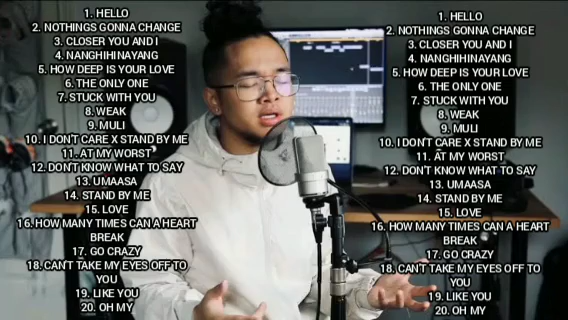 1. HELLO
2. NOTHINGS GONNA CHANGE
3. CLOSER YOU AND I
4. NANGHIHINAYANG
5. HOW DEEP IS YOUR LOVE
6. THE ONLY ONE
7. STUCK WITH YOU
8. WEAK
9. MULI
10. I DON'T CARE X STAND BY ME
11. AT MY WORST
12. DON'T KNOW WHAT TO SAY
13. UMAASA
14. STAND BY ME
15. LOVE
16. HOW MANY TIMES CAN A HEART
BREAK
17. GO CRAZY
18. CAN'T TAKE MY EYES OFF TO
YOU
19. LIKE YOU
20. OH MY
1. HELLO
2. NOTHINGS GONNA CHANGE
3. CLOSER YOU AND I
4. NANGHIHINAYANG
5. HOW DEEP IS YOUR LOVE
6. THE ONLY ONE
7. STUCK WITH YOU
8. WEAK
9. MULI
10. I DON'T CARE X STAND BY ME
11. AT MY WORST
12. DON'T KNOW WHAT TO SAY
13. UMAASA
14. STAND BY ME
15. LOVE
16. HOW MANY TIMES CAN A HEART
BREAK
17. GO CRAZY
18. CAN'T TAKE MY EYES OFF TO
YOU
19. LIKE YOU
20. OH MY